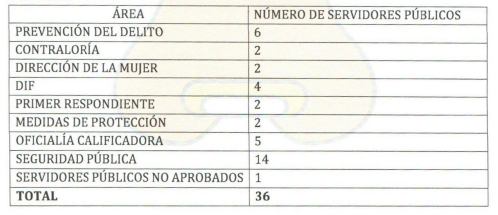 ÁREA NÚMERO DE SERVIDORES PÚBLICOS
PREVENCIÓN DEL DELITO 6
CONTRALORÍA 2
DIRECCIÓN DE LA MUJER 2
DIF 4
PRIMER RESPONDIENTE 2
MEDIDAS DE PROTECCIÓN 2
OFICIALÍA CALIFICADORA 5
SEGURIDAD PÚBLICA 14
SERVIDORES PÚBLICOS NO APROBADOS 1
TOTAL 36